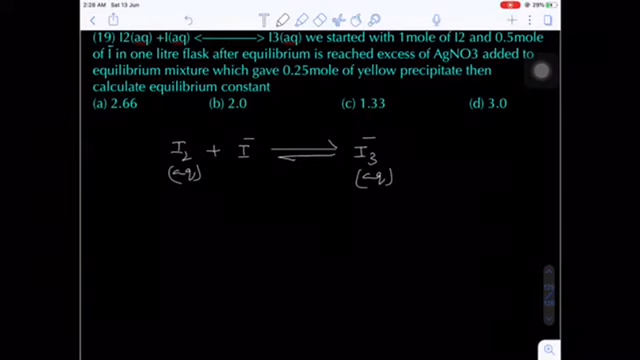 2:28 AM Sat 13 Jun
29%
(19) I2(aq) +I(aq) <--------------> I3(aq) we started with 1mole of I2 and 0.5mole
of Ī in one litre flask after equilibrium is reached excess of AgNO3 added to
equilibrium mixture which gave 0.25mole of yellow precipitate then
calculate equilibrium constant
(a) 2.66 (b) 2.0 (c) 1.33 (d) 3.0
I₂ + I⁻ ⇌ I₃⁻
(aq) (aq)
125
126